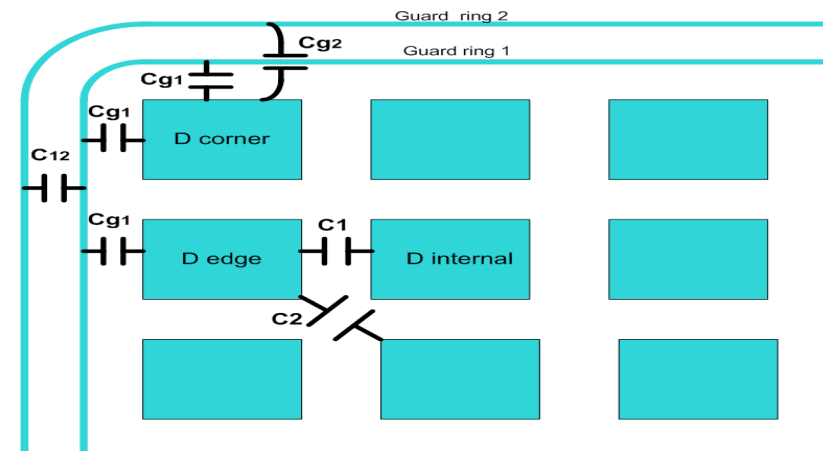 Guard ring 2
Cg2
Guard ring 1
Cg1
Cg1
D corner
C12
Cg1
C1
D edge
D internal
C2